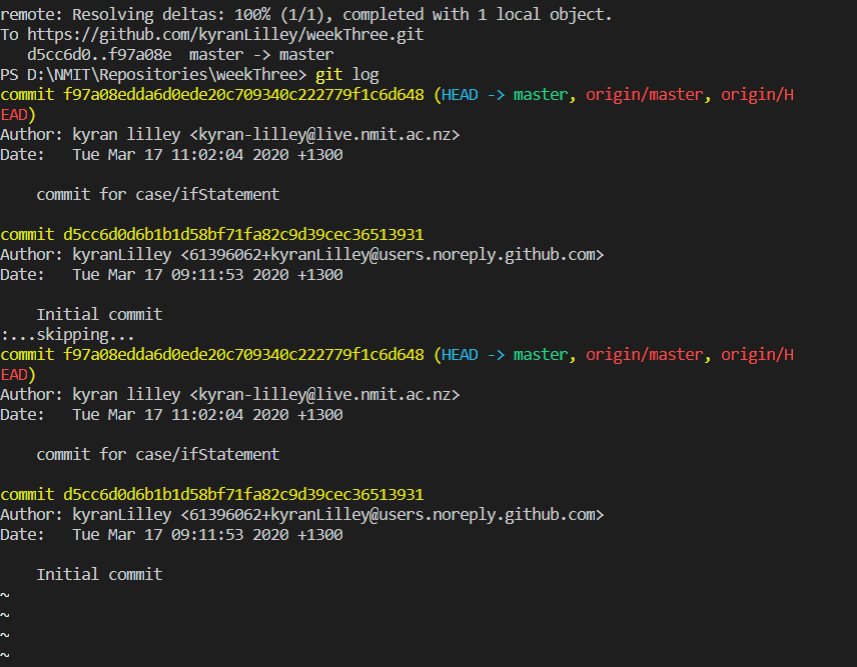 remote: Resolving deltas: 100% (1/1), completed with 1 local object.
To https://github.com/kyranLilley/weekThree.git
   d5cc6d0..f97a08e  master -> master
PS D:\NMIT\Repositories\weekThree> git log
commit f97a08edda6d0ede20c709340c222779f1c6d648 (HEAD -> master, origin/master, origin/H
EAD)
Author: kyran lilley <kyran-lilley@live.nmit.ac.nz>
Date:   Tue Mar 17 11:02:04 2020 +1300

    commit for case/ifStatement

commit d5cc6d0d6b1b1d58bf71fa82c9d39cec36513931
Author: kyranLilley <61396062+kyranLilley@users.noreply.github.com>
Date:   Tue Mar 17 09:11:53 2020 +1300

    Initial commit
:...skipping...
commit f97a08edda6d0ede20c709340c222779f1c6d648 (HEAD -> master, origin/master, origin/H
EAD)
Author: kyran lilley <kyran-lilley@live.nmit.ac.nz>
Date:   Tue Mar 17 11:02:04 2020 +1300

    commit for case/ifStatement

commit d5cc6d0d6b1b1d58bf71fa82c9d39cec36513931
Author: kyranLilley <61396062+kyranLilley@users.noreply.github.com>
Date:   Tue Mar 17 09:11:53 2020 +1300

    Initial commit
~
~
~
~